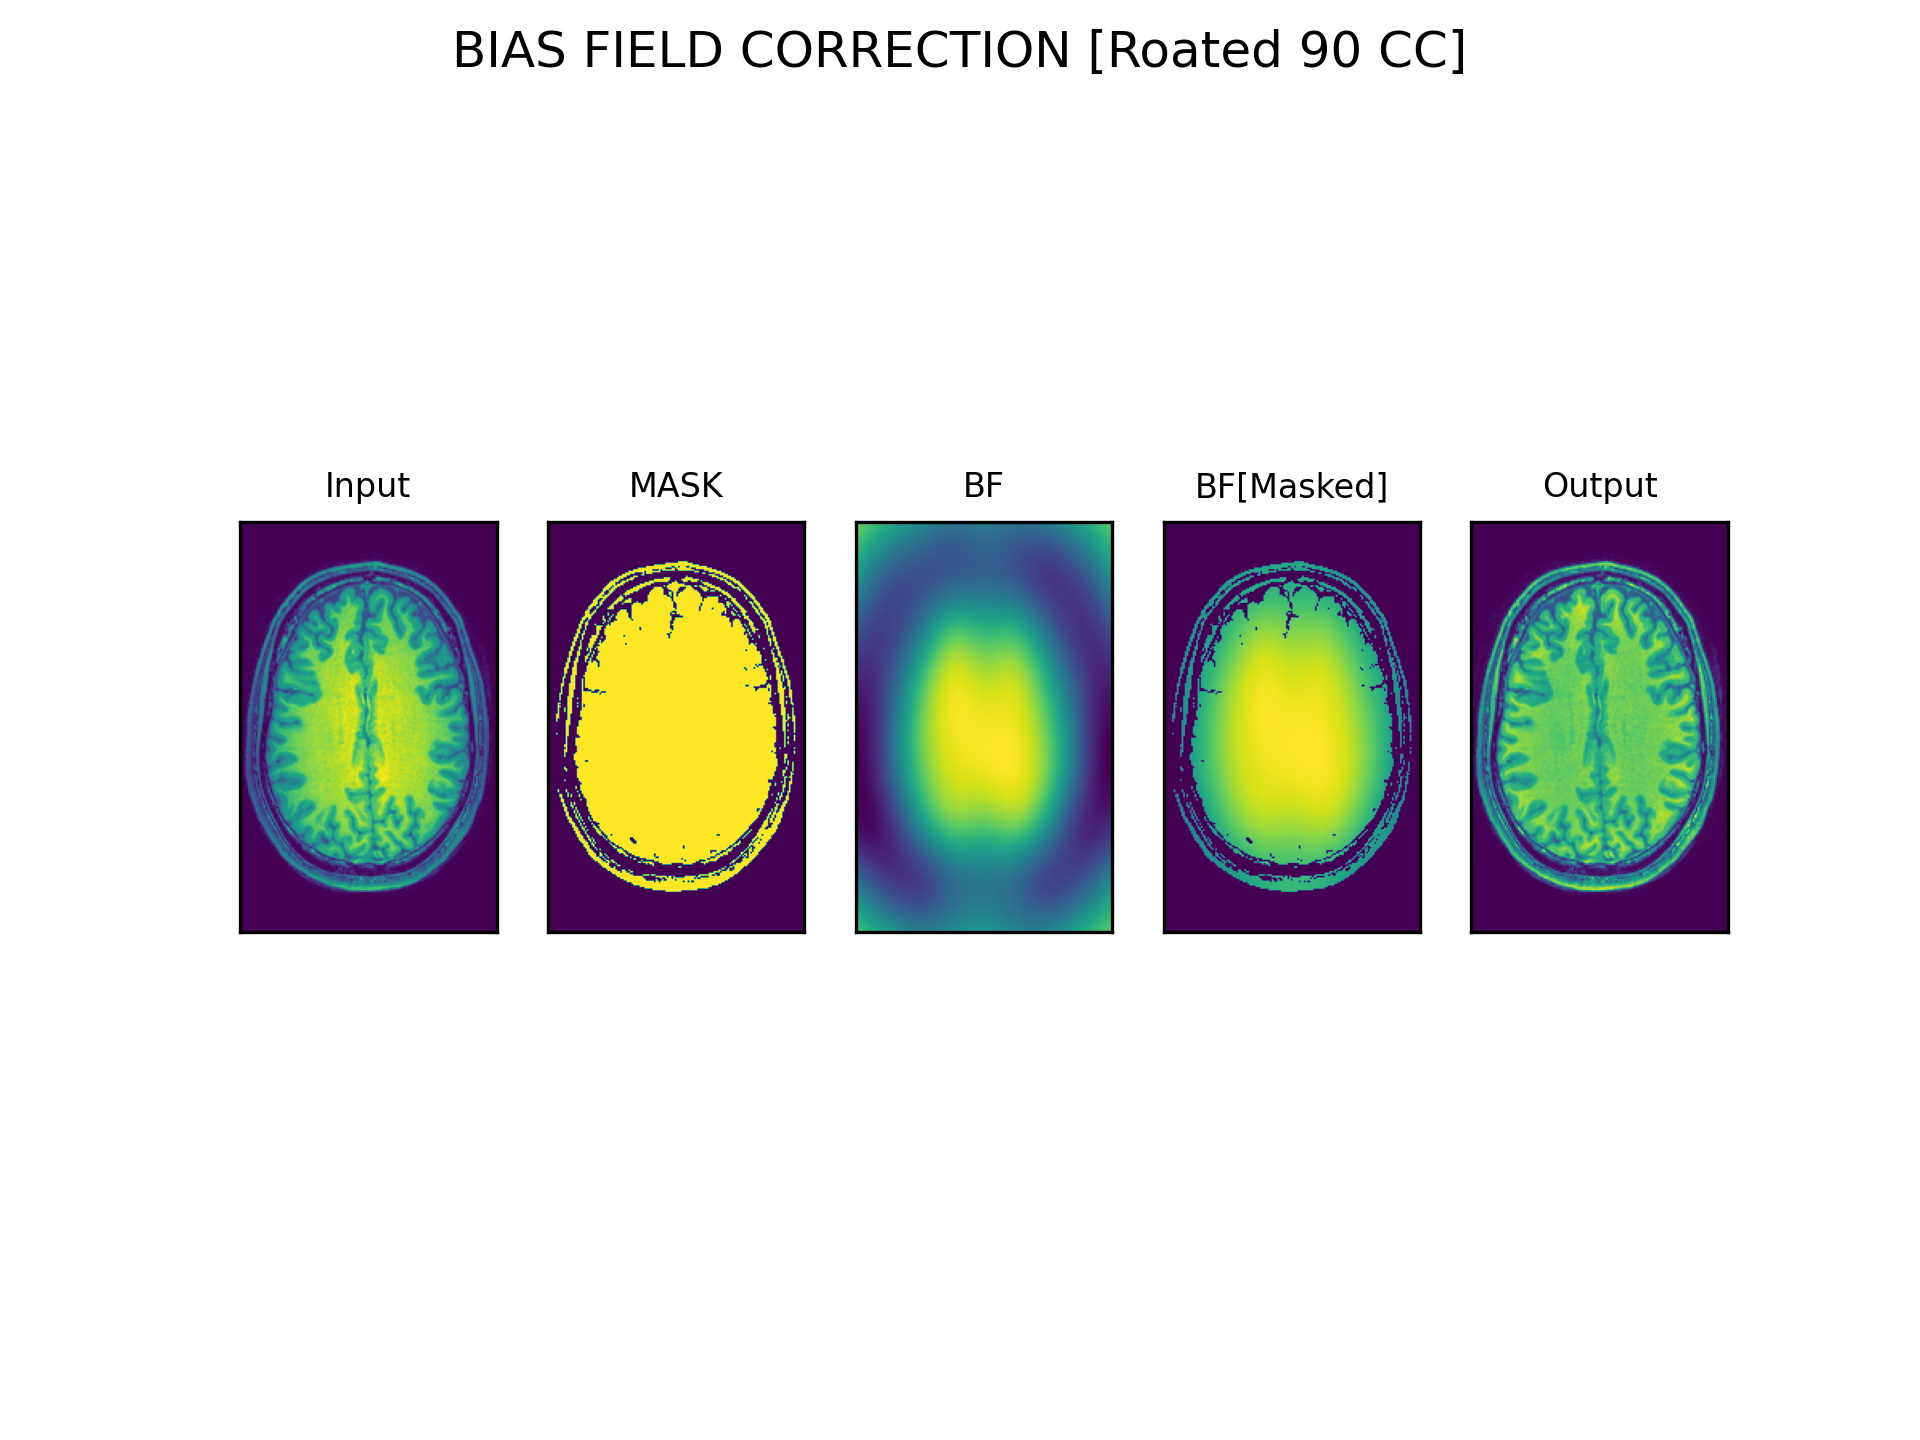 BIAS FIELD CORRECTION [Roated 90 CC]
Input
MASK
BF
BF[Masked]
Output